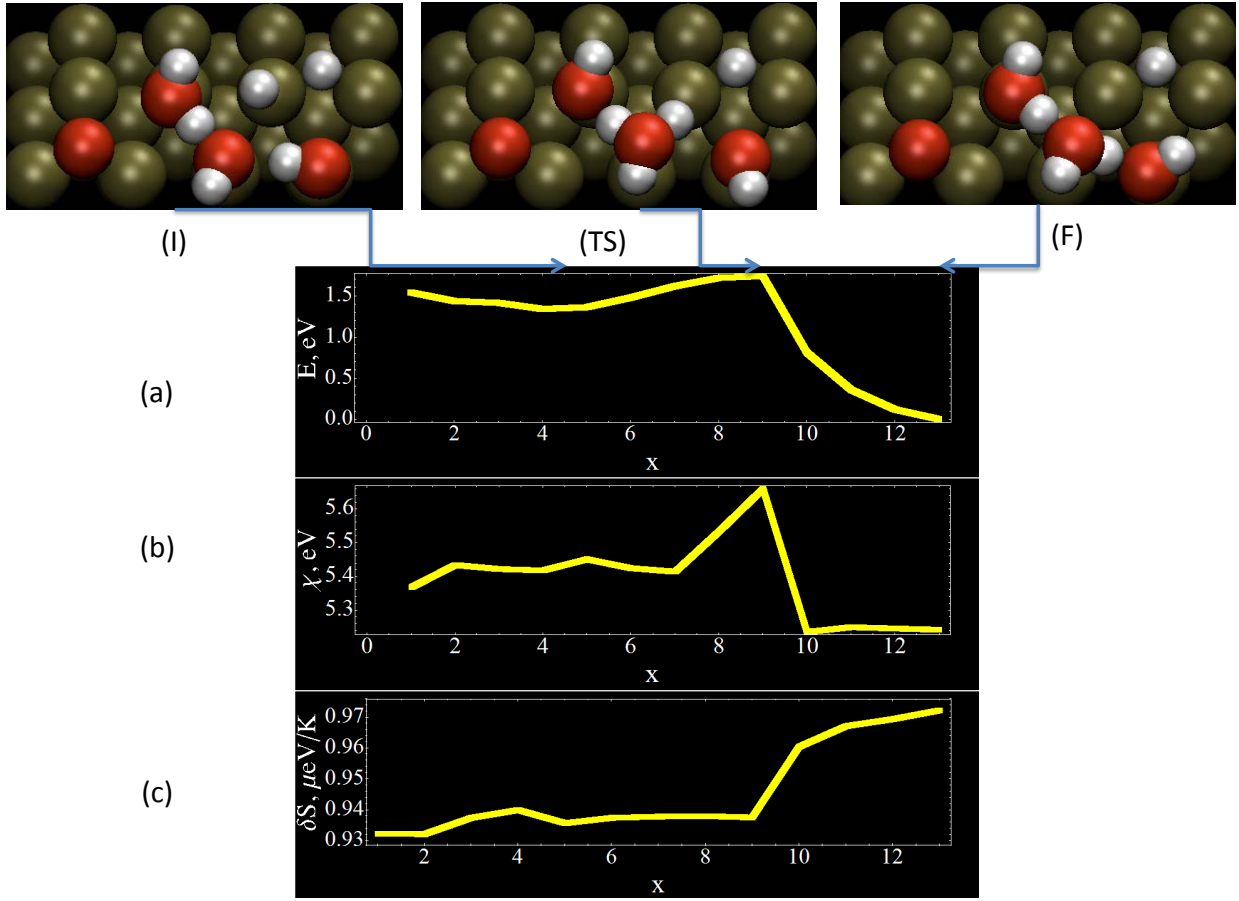 (I)
(TS)
(F)
(a)
E, eV
1.5
1.0
0.5
0.0
0 2 4 6 8 10 12
x
(b)
χ, eV
5.6
5.5
5.4
5.3
0 2 4 6 8 10 12
x
(c)
δS, μeV/K
0.97
0.96
0.95
0.94
0.93
2 4 6 8 10 12
x